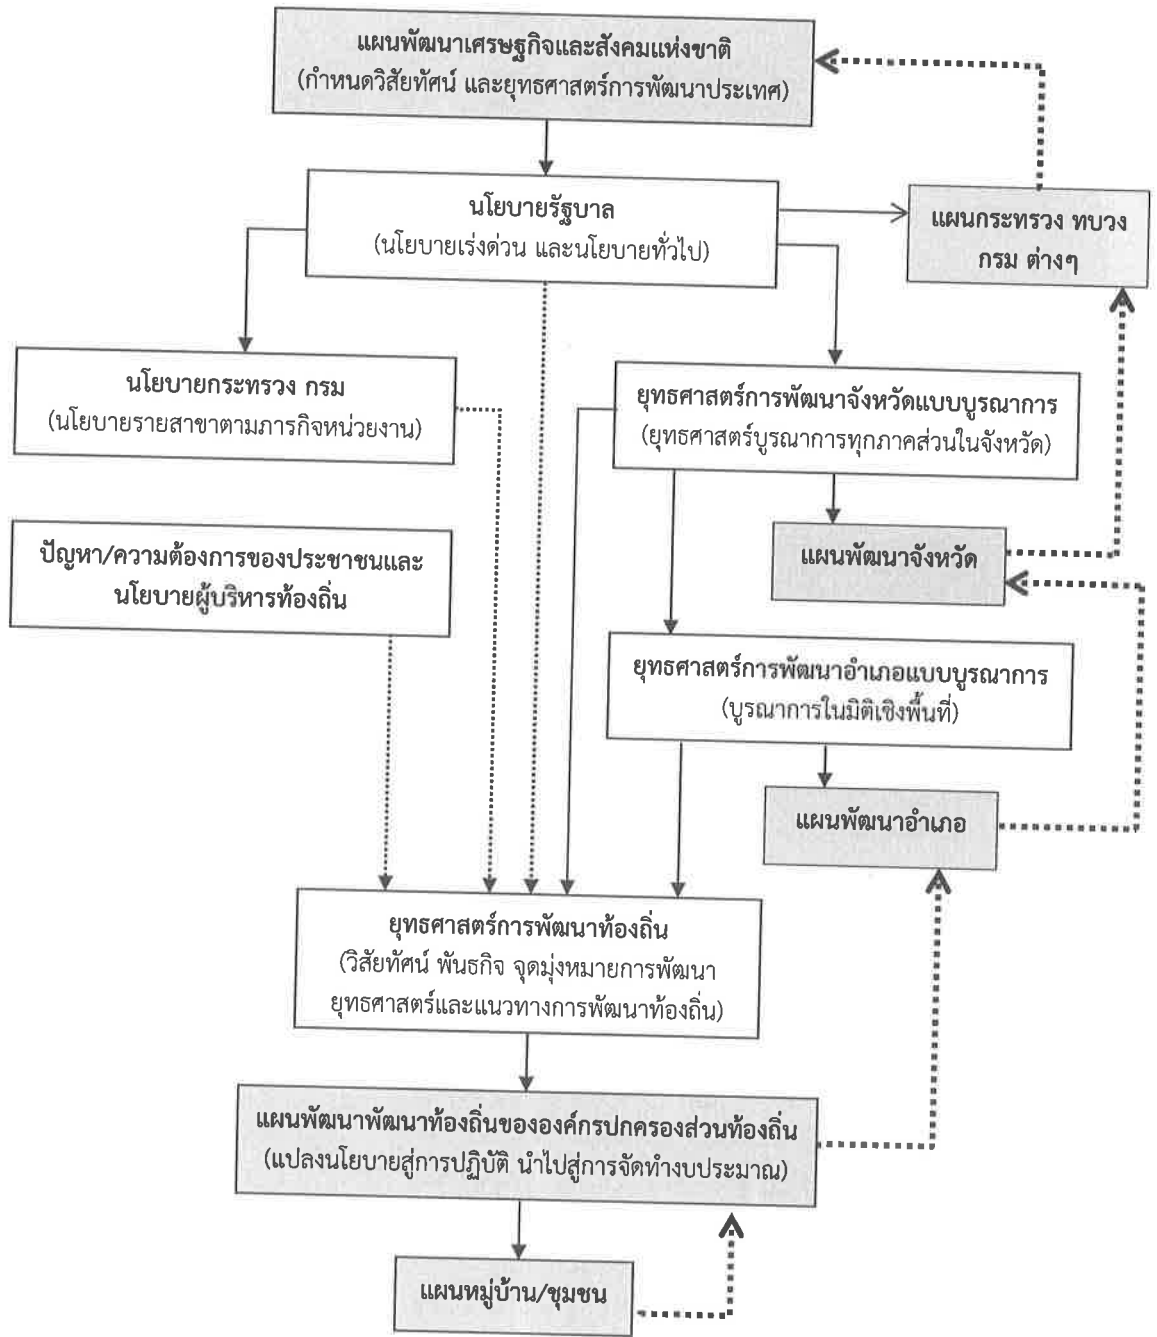 แผนพัฒนาเศรษฐกิจและสังคมแห่งชาติ
(กำหนดวิสัยทัศน์ และยุทธศาสตร์การพัฒนาประเทศ)
นโยบายรัฐบาล
(นโยบายเร่งด่วน และนโยบายทั่วไป)
แผนกระทรวง ทบวง
กรม ต่างๆ
นโยบายกระทรวง กรม
(นโยบายรายสาขาตามภารกิจหน่วยงาน)
ยุทธศาสตร์การพัฒนาจังหวัดแบบบูรณาการ
(ยุทธศาสตร์บูรณาการทุกภาคส่วนในจังหวัด)
ปัญหา/ความต้องการของประชาชนและ
นโยบายผู้บริหารท้องถิ่น
แผนพัฒนาจังหวัด
ยุทธศาสตร์การพัฒนาอำเภอแบบบูรณาการ
(บูรณาการในมิติเชิงพื้นที่)
แผนพัฒนาอำเภอ
ยุทธศาสตร์การพัฒนาท้องถิ่น
(วิสัยทัศน์ พันธกิจ จุดมุ่งหมายการพัฒนา
ยุทธศาสตร์และแนวทางการพัฒนาท้องถิ่น)
แผนพัฒนาพัฒนาท้องถิ่นขององค์กรปกครองส่วนท้องถิ่น
(แปลงนโยบายสู่การปฏิบัติ นำไปสู่การจัดทำงบประมาณ)
แผนหมู่บ้าน/ชุมชน